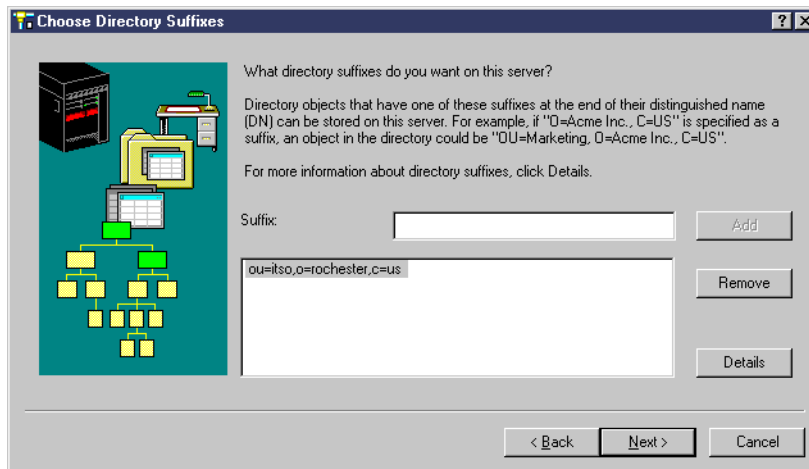 Choose Directory Suffixes
What directory suffixes do you want on this server?
Directory objects that have one of these suffixes at the end of their distinguished name
(DN) can be stored on this server. For example, if "O=Acme Inc., C=US" is specified as a
suffix, an object in the directory could be "OU=Marketing, O=Acme Inc., C=US".
For more information about directory suffixes, click Details.
Suffix:
Add
ou=itso,o=rochester,c=us
Remove
Details
< Back
Next >
Cancel